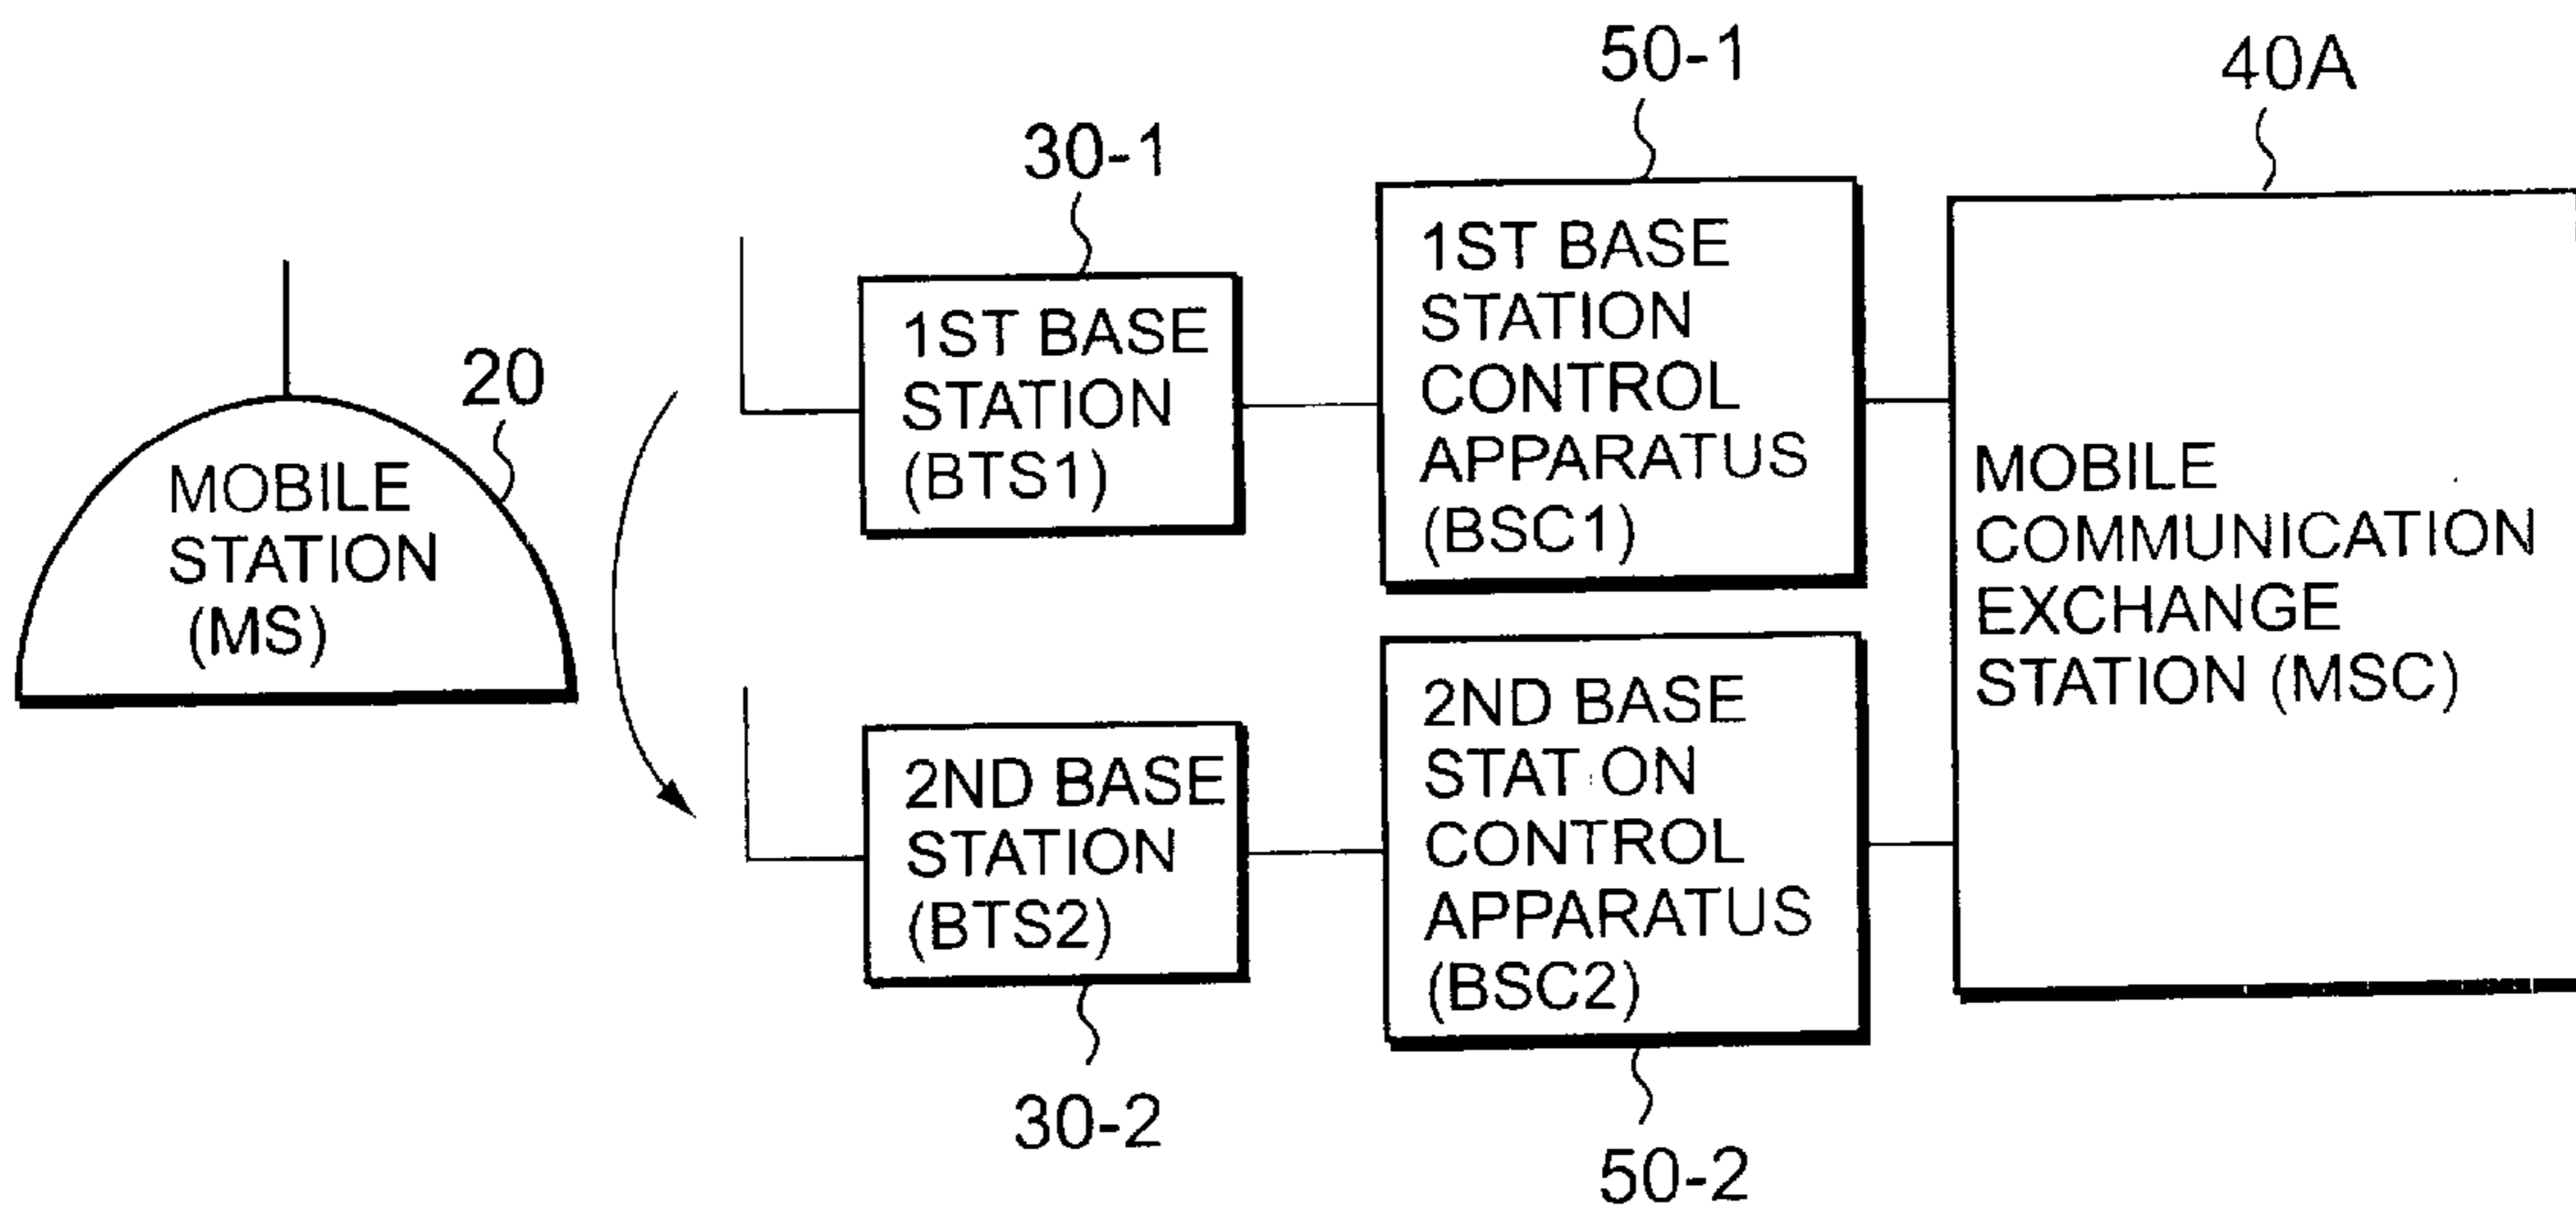 50-1
40A
30-1
20
MOBILE
STATION
(MS)
1ST BASE
STATION
(BTS1)
1ST BASE
STATION
CONTROL
APPARATUS
(BSC1)
MOBILE
COMMUNICATION
EXCHANGE
STATION (MSC)
2ND BASE
STATION
(BTS2)
2ND BASE
STAT ON
CONTROL
APPARATUS
(BSC2)
30-2
50-2